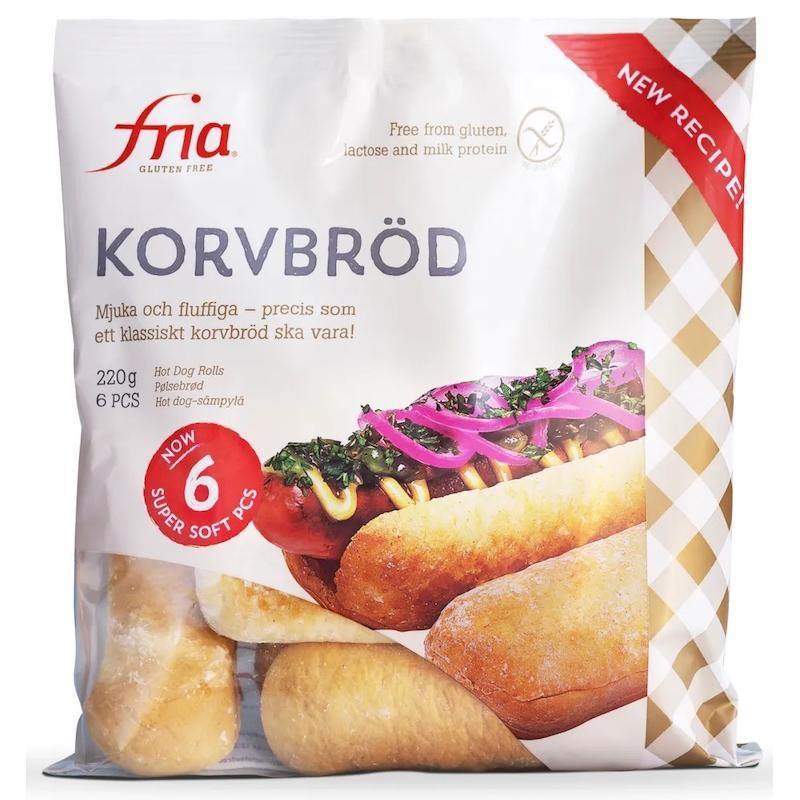 fria
GLUTEN FREE
Free from gluten,
lactose and milk protein
NEW RECIPE!
KORVBRÖD
Mjuka och fluffiga – precis som
ett klassiskt korvbröd ska vara!
220g
6 PCS
Hot Dog Rolls
Pølsebrød
Hot dog-sämpylä
NOW
6
SUPER SOFT PCS